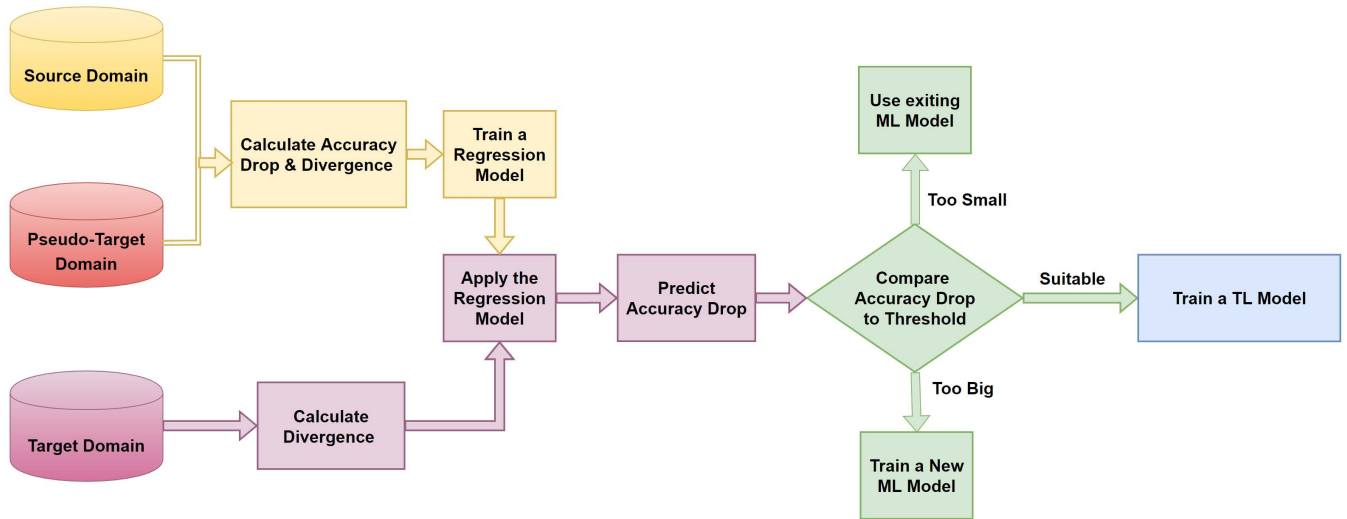 Source Domain
Pseudo-Target
Domain
Target Domain
Calculate Accuracy
Drop & Divergence
Train a
Regression
Model
Calculate
Divergence
Apply the
Regression
Model
Predict
Accuracy Drop
Compare
Accuracy Drop
to Threshold
Too Small
Use exiting
ML Model
Suitable
Train a TL Model
Too Big
Train a New
ML Model